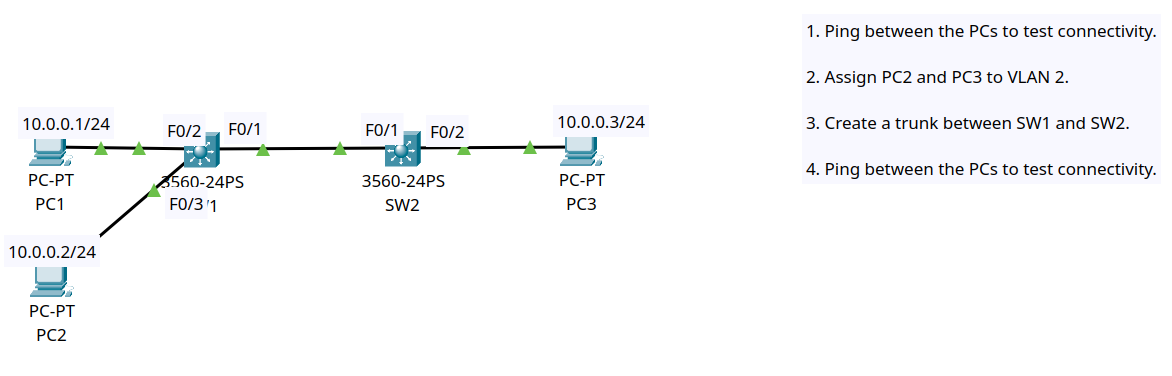 1. Ping between the PCs to test connectivity.
2. Assign PC2 and PC3 to VLAN 2.
3. Create a trunk between SW1 and SW2.
4. Ping between the PCs to test connectivity.
10.0.0.1/24
F0/2
F0/1
F0/1
F0/2
10.0.0.3/24
PC-PT
PC1
3560-24PS
1
F0/3
3560-24PS
SW2
PC-PT
PC3
10.0.0.2/24
PC-PT
PC2